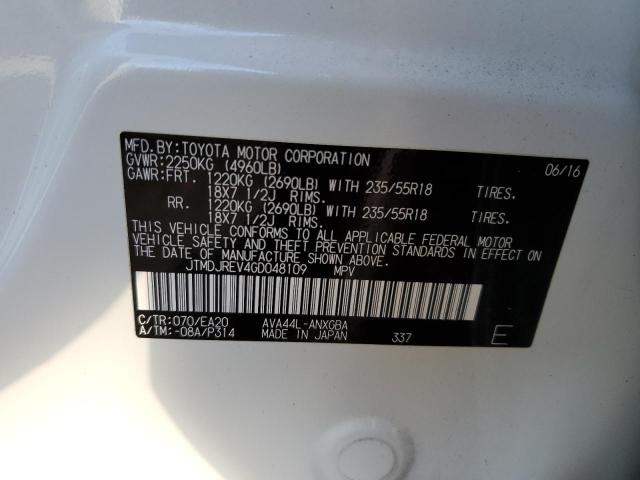 MFD.BY:TOYOTA MOTOR CORPORATION 06/16
GVWR:2250KG (4960LB)
GAWR:FRT. 1220KG (2690LB) WITH 235/55R18 TIRES.
18X7 1/2J RIMS.
RR. 1220KG (2690LB) WITH 235/55R18 TIRES.
18X7 1/2J RIMS.
THIS VEHICLE CONFORMS TO ALL APPLICABLE FEDERAL MOTOR
VEHICLE SAFETY AND THEFT PREVENTION STANDARDS IN EFFECT ON
THE DATE OF MANUFACTURE SHOWN ABOVE.
JTMDJREV4GD048109 MPV
C/TR:070/EA20 AVA44L-ANXGBA
A/TM:-08A/P314 MADE IN JAPAN 337 E